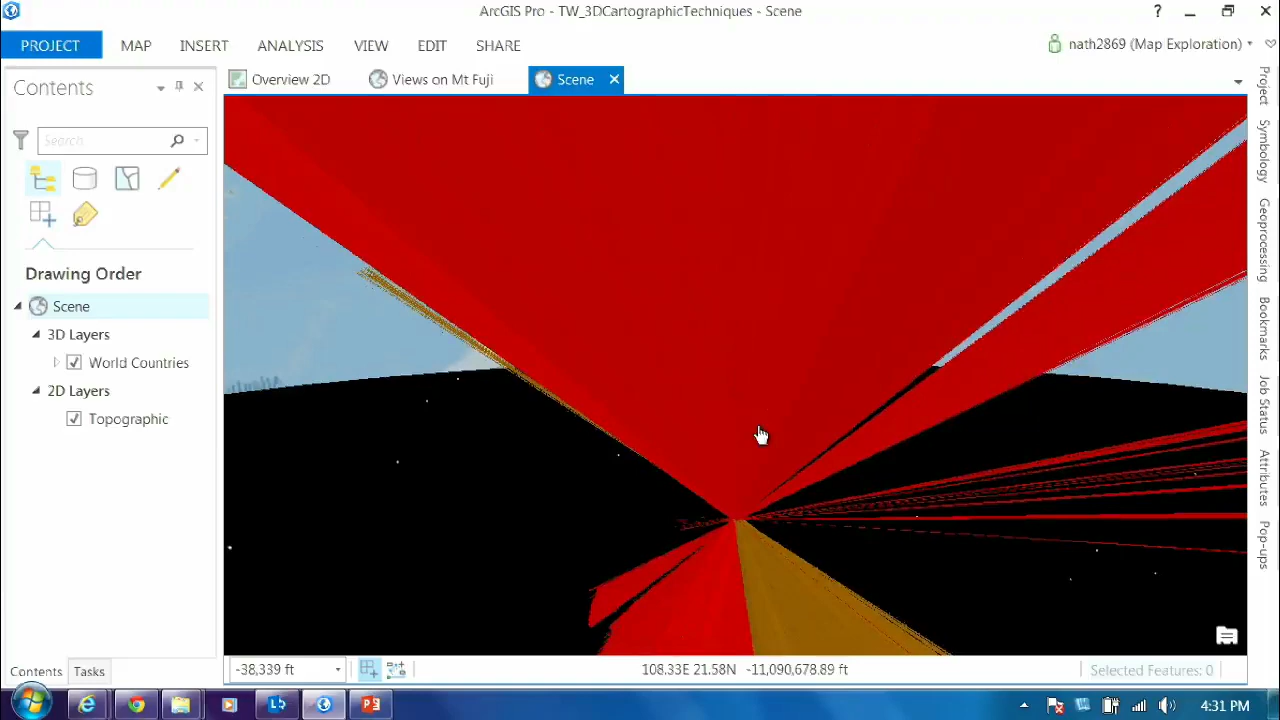 ArcGIS Pro - TW_3DCartographicTechniques - Scene
?
PROJECT MAP INSERT ANALYSIS VIEW EDIT SHARE
nath2869 (Map Exploration)
Contents
Overview 2D Views on Mt Fuji Scene
Search
Drawing Order
Scene
3D Layers
World Countries
2D Layers
Topographic
Project
Symbology
Geoprocessing
Bookmarks
Job Status
Attributes
Pop-ups
Contents Tasks
-38,339 ft
108.33E 21.58N -11,090,678.89 ft
Selected Features: 0
4:31 PM